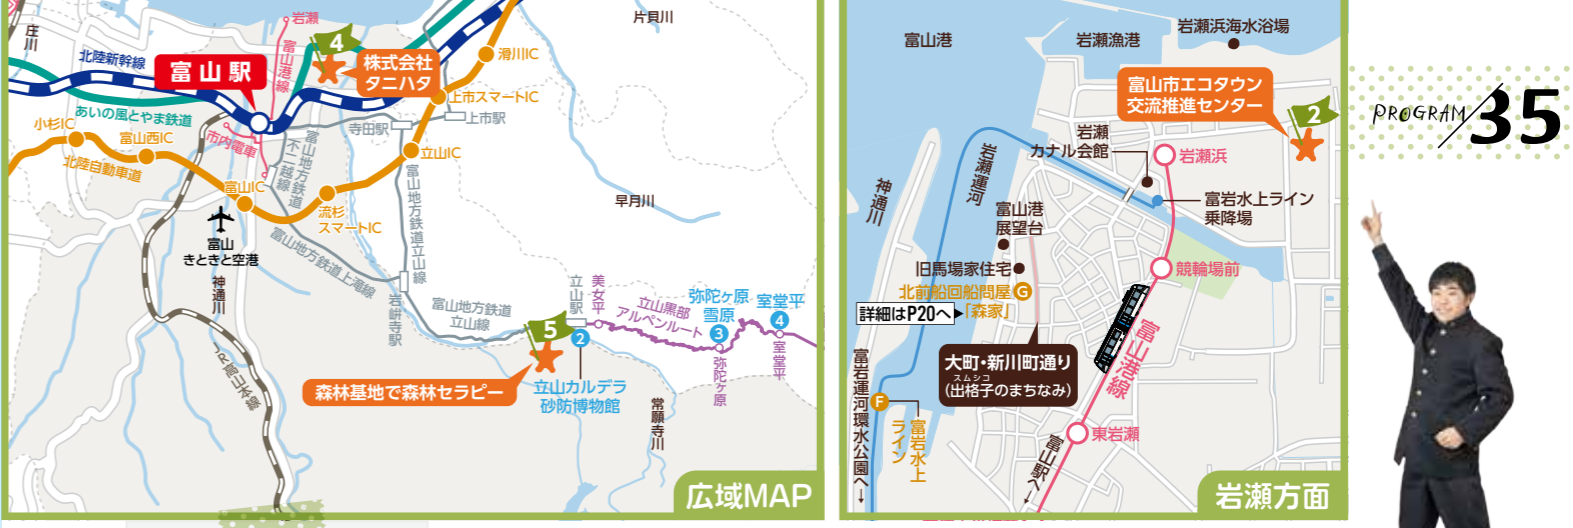 庄川
岩瀬
片貝川
北陸新幹線
富山駅
富山港線
4
株式会社
タニハタ
滑川IC
上市スマートIC
上市駅
あいの風とやま鉄道
小杉IC
富山西IC
市内電車
寺田駅
立山IC
北陸自動車道
富山地方鉄道
不二越線
富山IC
流杉
スマートIC
富山地方鉄道立山線
早月川
富山
きときと空港
富山地方鉄道上滝線
神通川
岩峅寺駅
富山地方鉄道
立山線
立山駅
美女平
立山黒部
アルペンルート
弥陀ヶ原
雪原
3
弥陀ヶ原
室堂平
4
室堂平
5
2
JR高山本線
森林基地で森林セラピー
立山カルデラ
砂防博物館
常願寺川
広域MAP
富山港
岩瀬漁港
岩瀬浜海水浴場
富山市エコタウン
交流推進センター
2
岩瀬
カナル会館
岩瀬浜
岩瀬運河
神通川
富岩水上ライン
乗降場
富山港
展望台
旧馬場家住宅
競輪場前
北前船回船問屋
「森家」
G
詳細はP20へ
富山港線
大町・新川町通り
スムシコ
(出格子のまちなみ)
富岩運河環水公園へ→
F
富岩水上
ライン
東岩瀬
富山駅へ→
岩瀬方面
PROGRAM
35